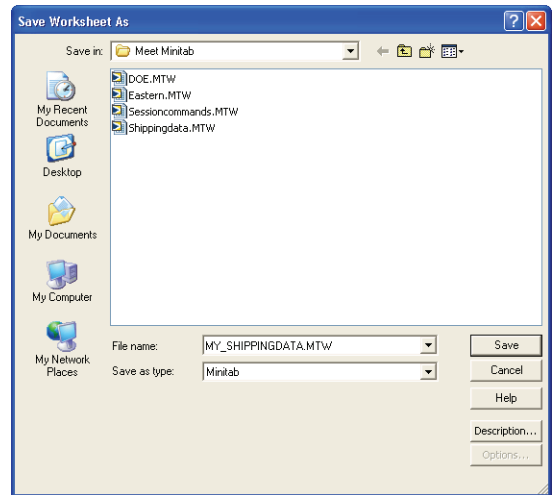 Save Worksheet As
Save in: Meet Minitab
DOE.MTW
Eastern.MTW
Sessioncommands.MTW
Shippingdata.MTW
My Recent
Documents
Desktop
My Documents
My Computer
My Network
Places
File name: MY_SHIPPINGDATA.MTW Save
Save as type: Minitab Cancel
Help
Description...
Options...